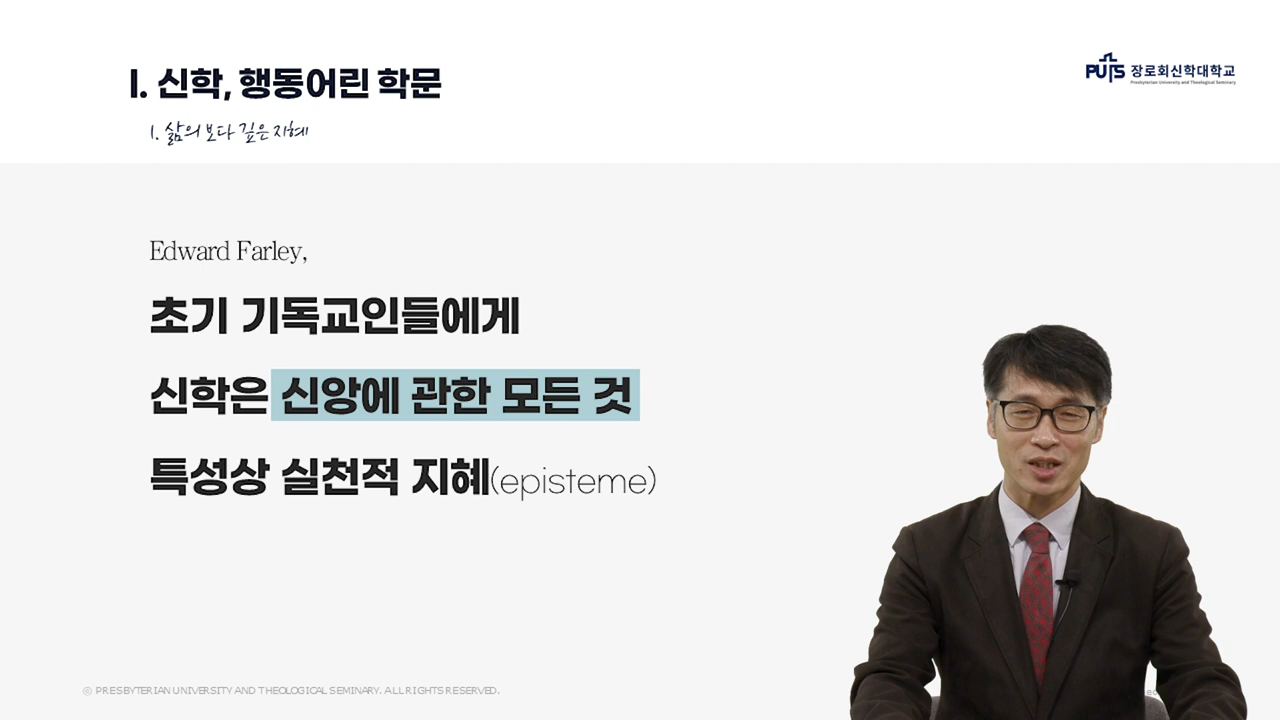 I. 신학, 행동어린 학문
1. 삶의 보다 깊은 지혜
PUTS 장로회신학대학교
Presbyterian University and Theological Seminary
Edward Farley,
초기 기독교인들에게
신학은 신앙에 관한 모든 것
특성상 실천적 지혜(episteme)
© PRESBYTERIAN UNIVERSITY AND THEOLOGICAL SEMINARY. ALL RIGHTS RESERVED.